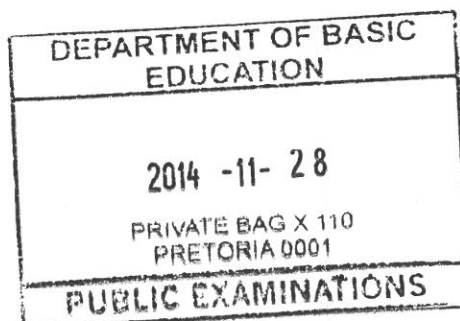 DEPARTMENT OF BASIC
EDUCATION
2014 -11- 28
PRIVATE BAG X 110
PRETORIA 0001
PUBLIC EXAMINATIONS